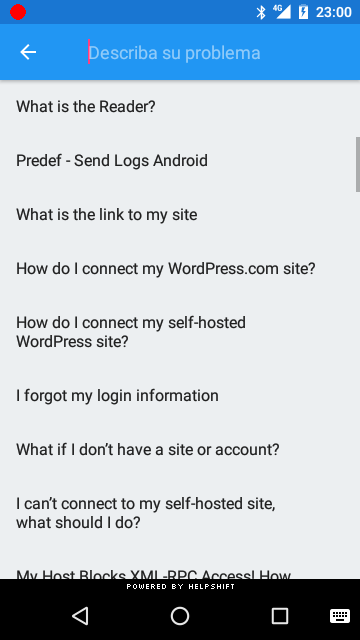 4G 23:00
Describa su problema
What is the Reader?
Predef - Send Logs Android
What is the link to my site
How do I connect my WordPress.com site?
How do I connect my self-hosted
WordPress site?
I forgot my login information
What if I don’t have a site or account?
I can’t connect to my self-hosted site,
what should I do?
My Host Blocks XML-RPC Access! How
POWERED BY HELPSHIFT